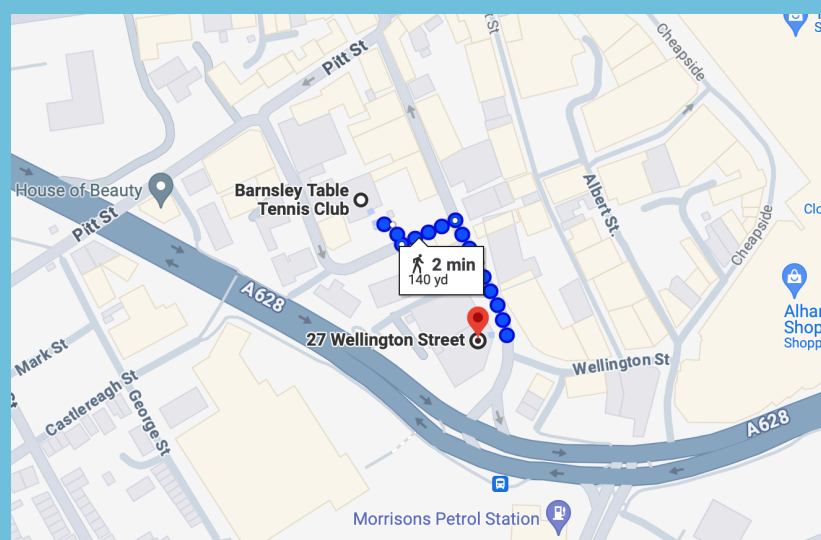 Pitt St
Cheapside
House of Beauty
Barnsley Table
Tennis Club
Pitt St
Albert St.
Cheapside
2 min
140 yd
A628
Alhar
Shop
Shopp
27 Wellington Street
Mark St
Wellington St
Castlereagh St
George St
A628
Morrisons Petrol Station